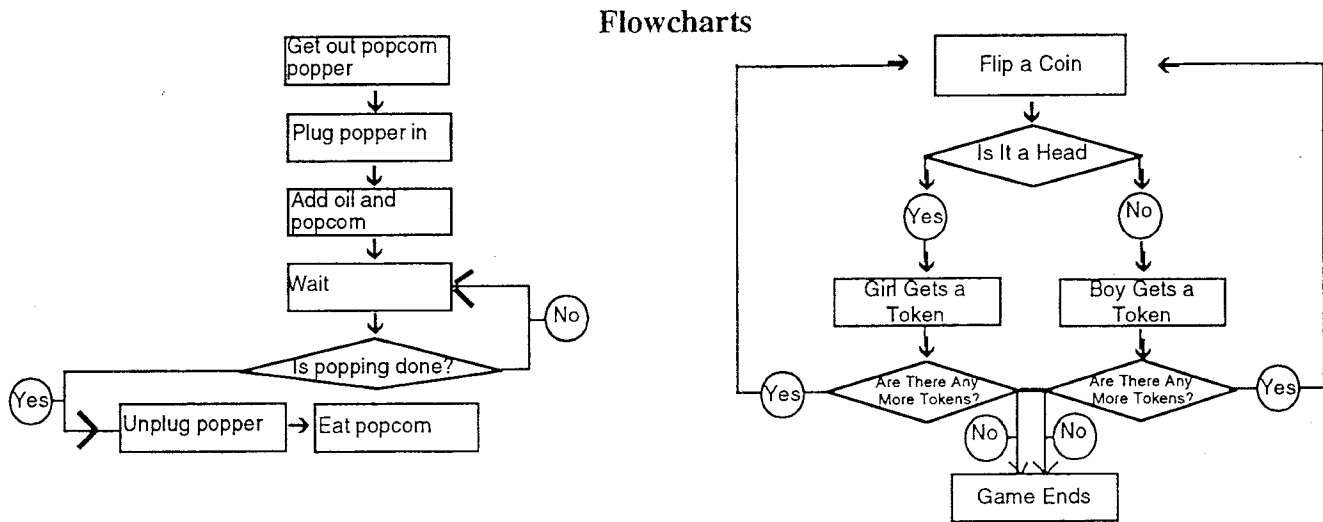 Flowcharts
Get out popcorn
popper
Plug popper in
Add oil and
popcorn
Wait
No
Is popping done?
Yes
Unplug popper
Eat popcorn
Flip a Coin
Is It a Head
Yes
No
Girl Gets a
Token
Boy Gets a
Token
Yes
Are There Any
More Tokens?
Are There Any
More Tokens?
Yes
No
No
Game Ends